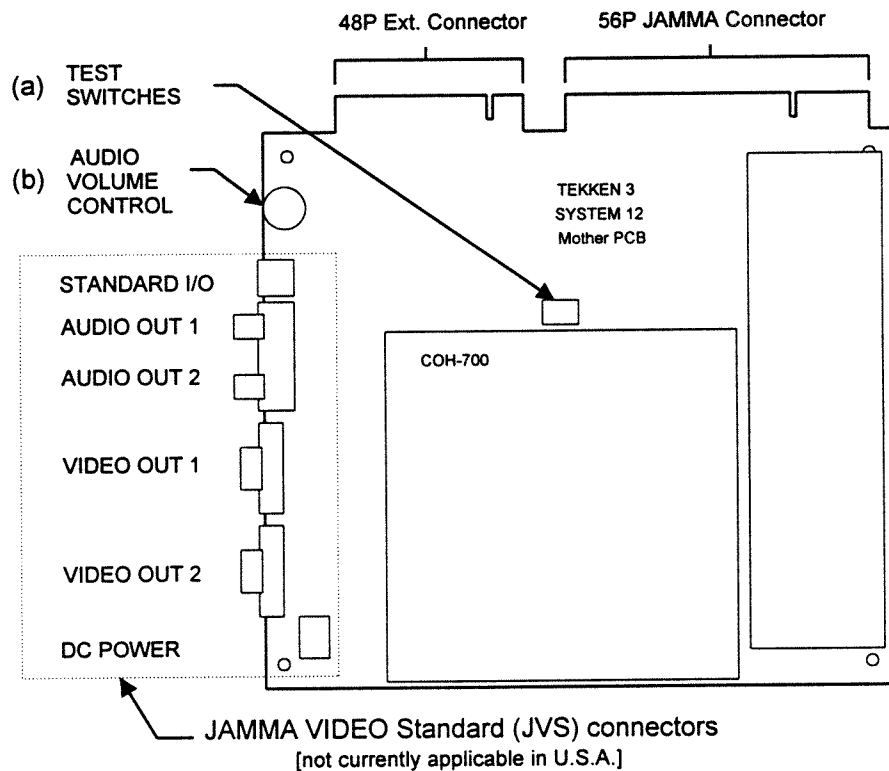 48P Ext. Connector
56P JAMMA Connector
(a) TEST
SWITCHES
(b) AUDIO
VOLUME
CONTROL
TEKKEN 3
SYSTEM 12
Mother PCB
STANDARD I/O
AUDIO OUT 1
AUDIO OUT 2
COH-700
VIDEO OUT 1
VIDEO OUT 2
DC POWER
JAMMA VIDEO Standard (JVS) connectors
[not currently applicable in U.S.A.]